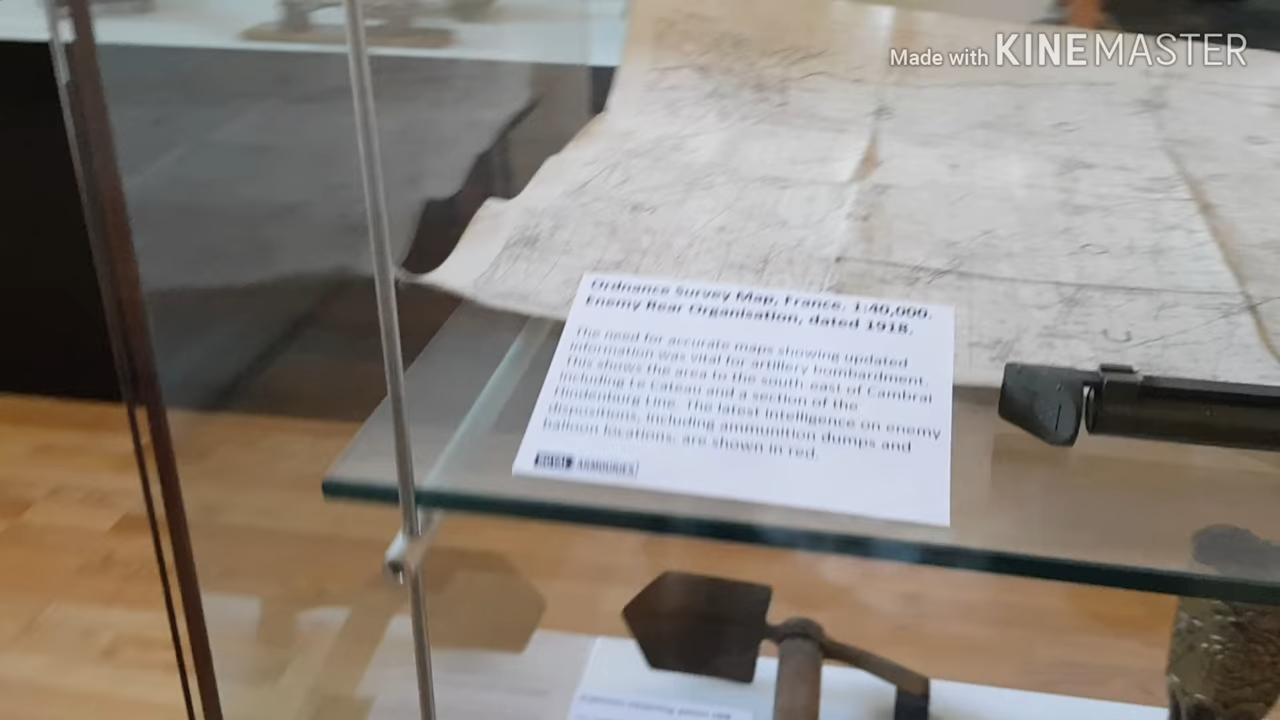 Made with KINEMASTER
Ordnance Survey Map, France, 1:40,000.
Enemy Rear Organisation, dated 1918.
The need for accurate maps showing updated
information was vital for artillery bombardment.
This shows the area to the south east of Cambrai
including Le Cateau and a section of the
Hindenburg Line. The latest intelligence on enemy
dispositions, including ammunition dumps and
balloon locations, are shown in red.
ARMOURIES